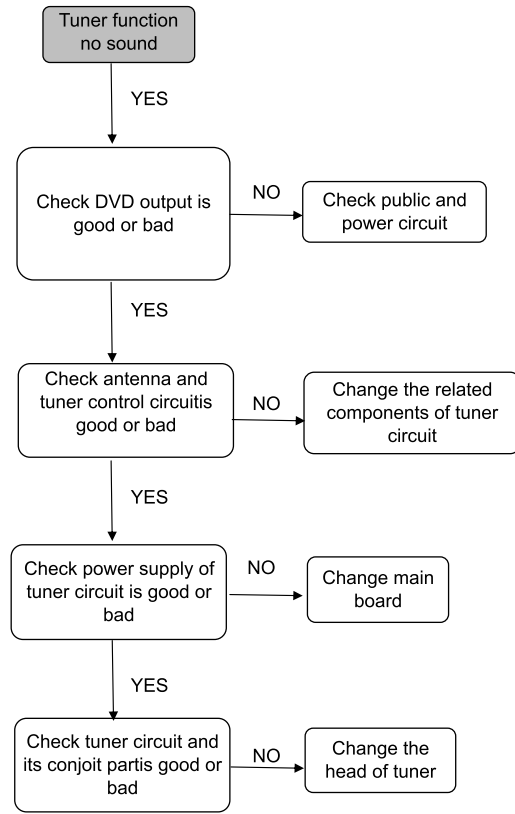 Tuner function
no sound
YES
Check DVD output is
good or bad
NO
Check public and
power circuit
YES
Check antenna and
tuner control circuitis
good or bad
NO
Change the related
components of tuner
circuit
YES
Check power supply of
tuner circuit is good or
bad
NO
Change main
board
YES
Check tuner circuit and
its conjoit partis good or
bad
NO
Change the
head of tuner